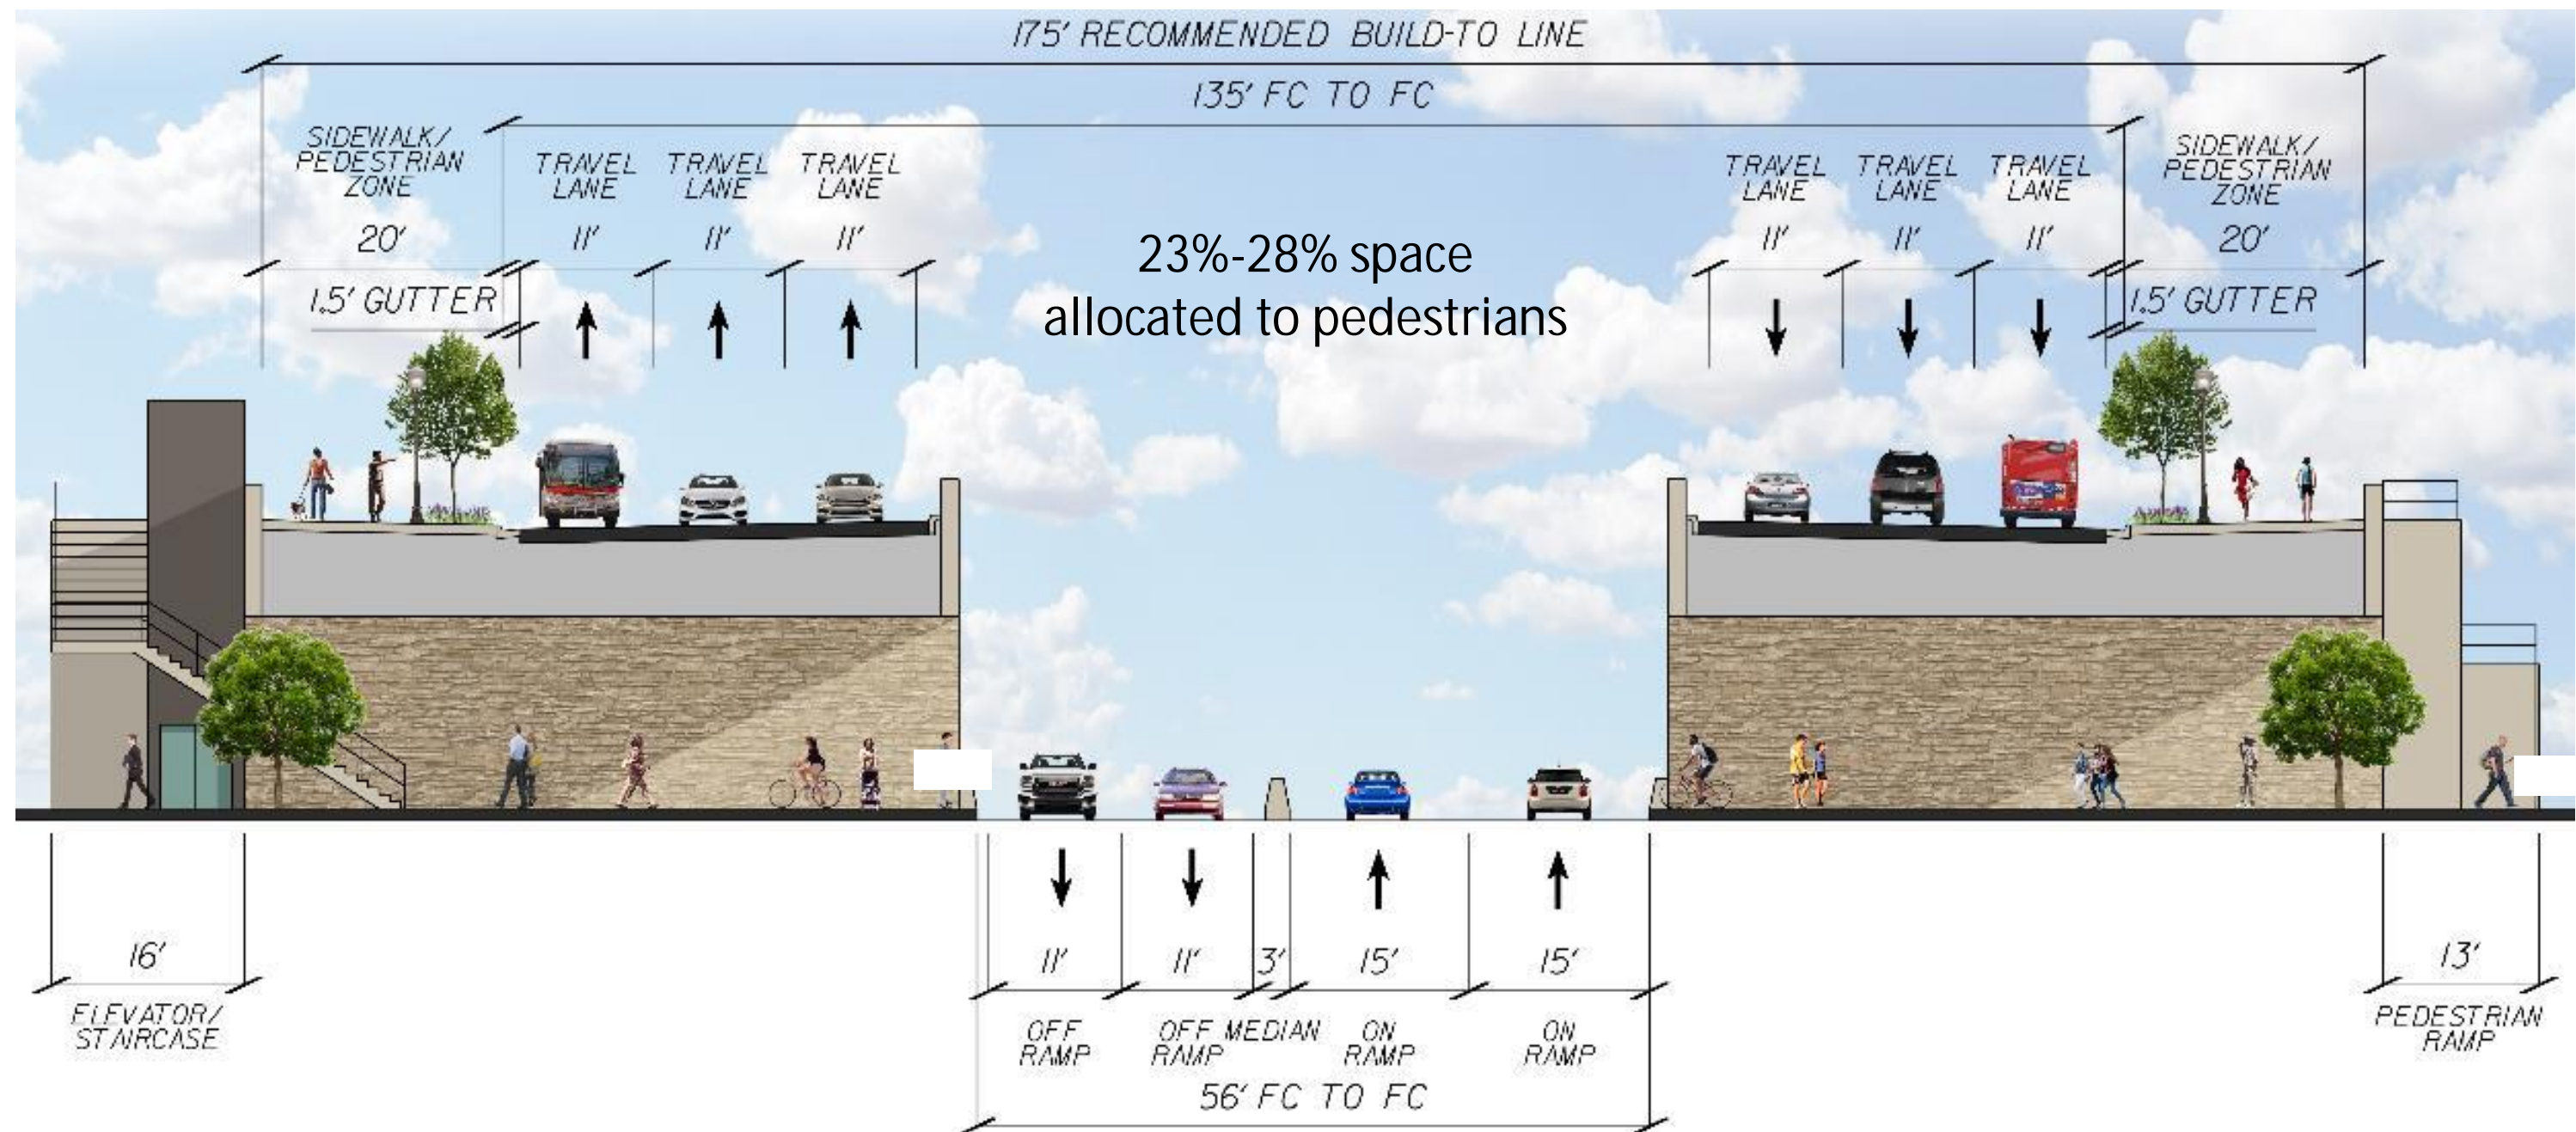 175' RECOMMENDED BUILD-TO LINE
135' FC TO FC
SIDEWALK/
PEDESTRIAN
ZONE
20'
1.5' GUTTER
TRAVEL
LANE
11'
TRAVEL
LANE
11'
TRAVEL
LANE
11'
23%-28% space
allocated to pedestrians
TRAVEL
LANE
11'
TRAVEL
LANE
11'
TRAVEL
LANE
11'
SIDEWALK/
PEDESTRIAN
ZONE
20'
1.5' GUTTER
16'
ELEVATOR/
STAIRCASE
11'
OFF
RAMP
11'
OFF
RAMP
3'
MEDIAN
15'
ON
RAMP
15'
ON
RAMP
56' FC TO FC
13'
PEDESTRIAN
RAMP